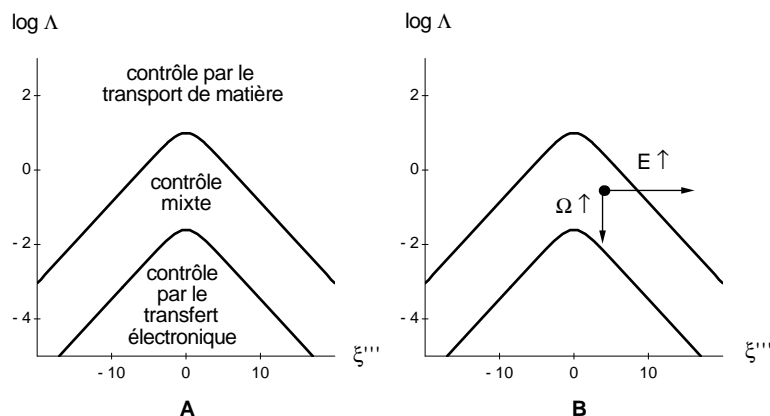 log Λ
contrôle par le
transport de matière
2
0
contrôle
mixte
- 2
contrôle
par le
transfert
électronique
- 4
ξ'''
- 10
0
10
A
log Λ
2
0
E ↑
Ω ↑
- 2
- 4
ξ'''
- 10
0
10
B